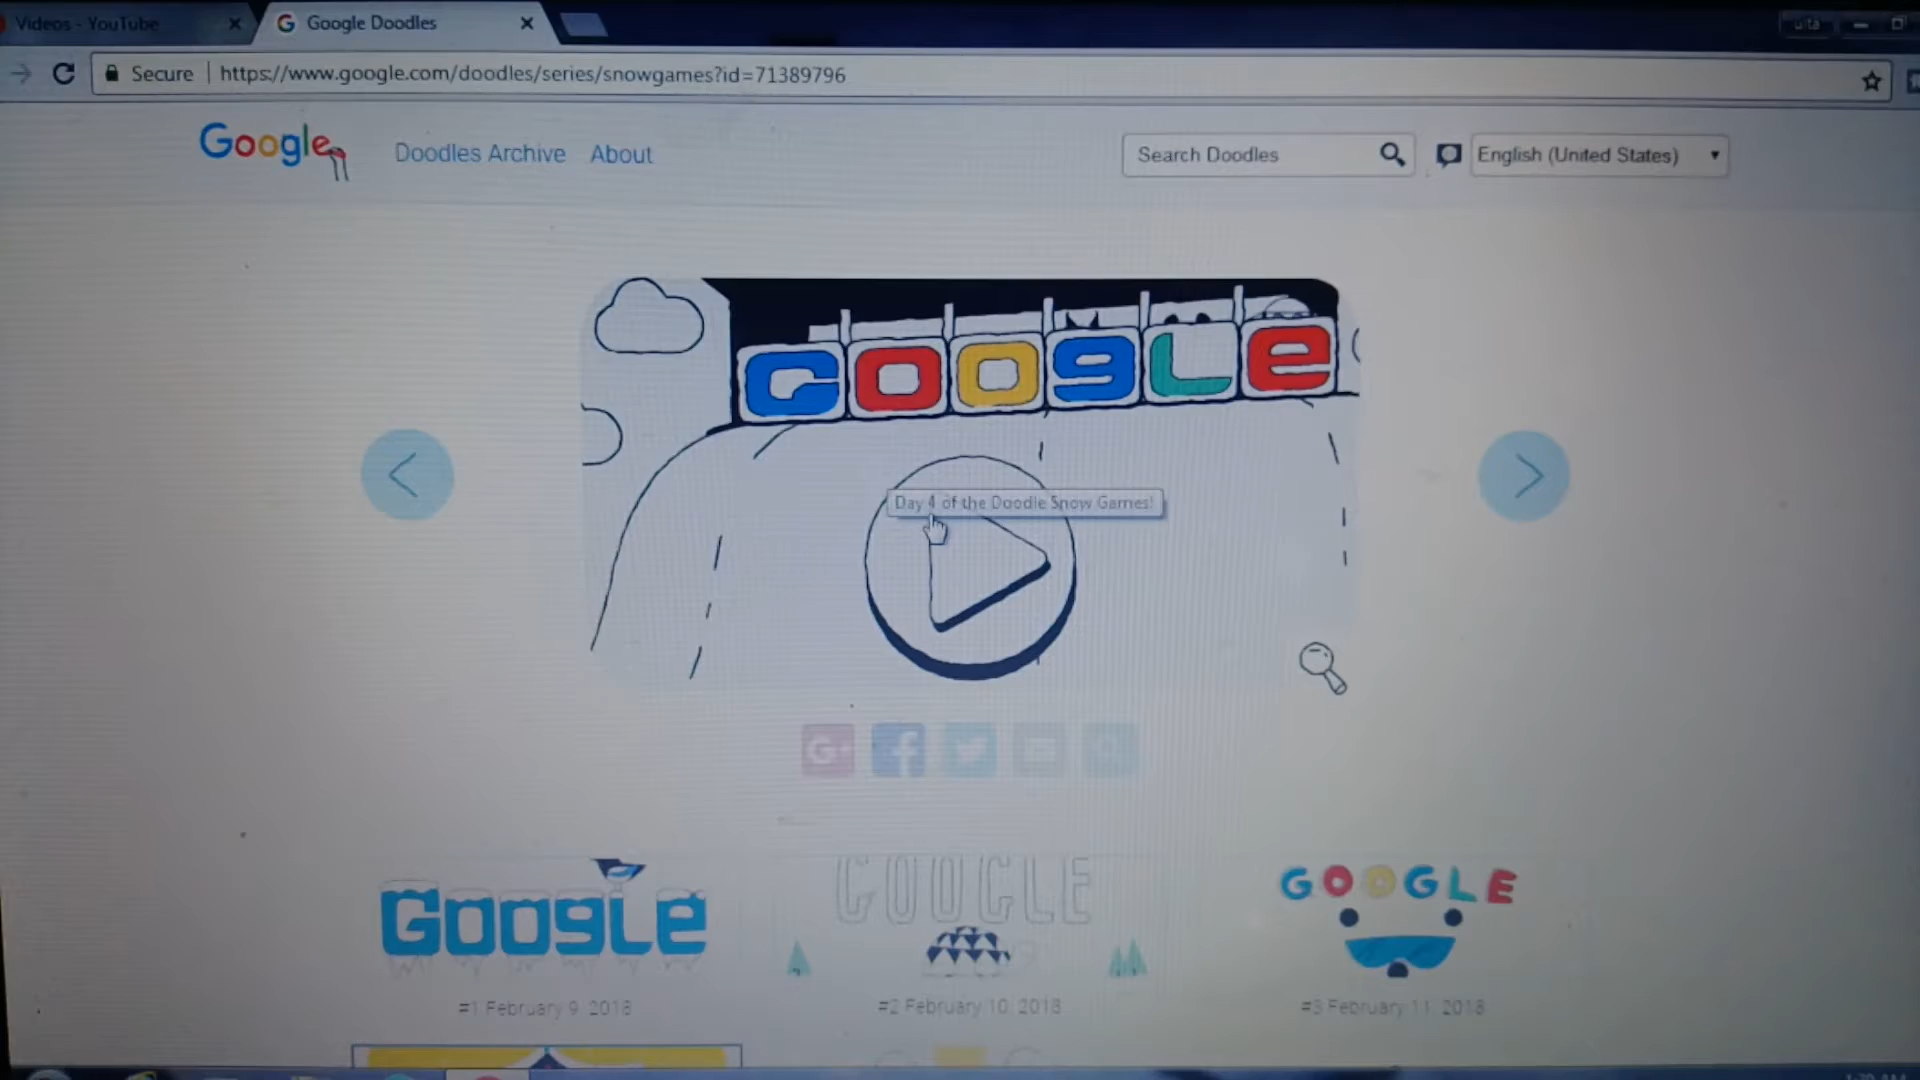 Videos - YouTube
Google Doodles
Secure https://www.google.com/doodles/series/snowgames?id=71389796
Google Doodles Archive About Search Doodles English (United States)
GOOGLE
Day 4 of the Doodle Snow Games!
G+ f
GOOGLE GOOGLE GOOGLE
#1 February 9, 2018 #2 February 10, 2018 #3 February 11, 2018